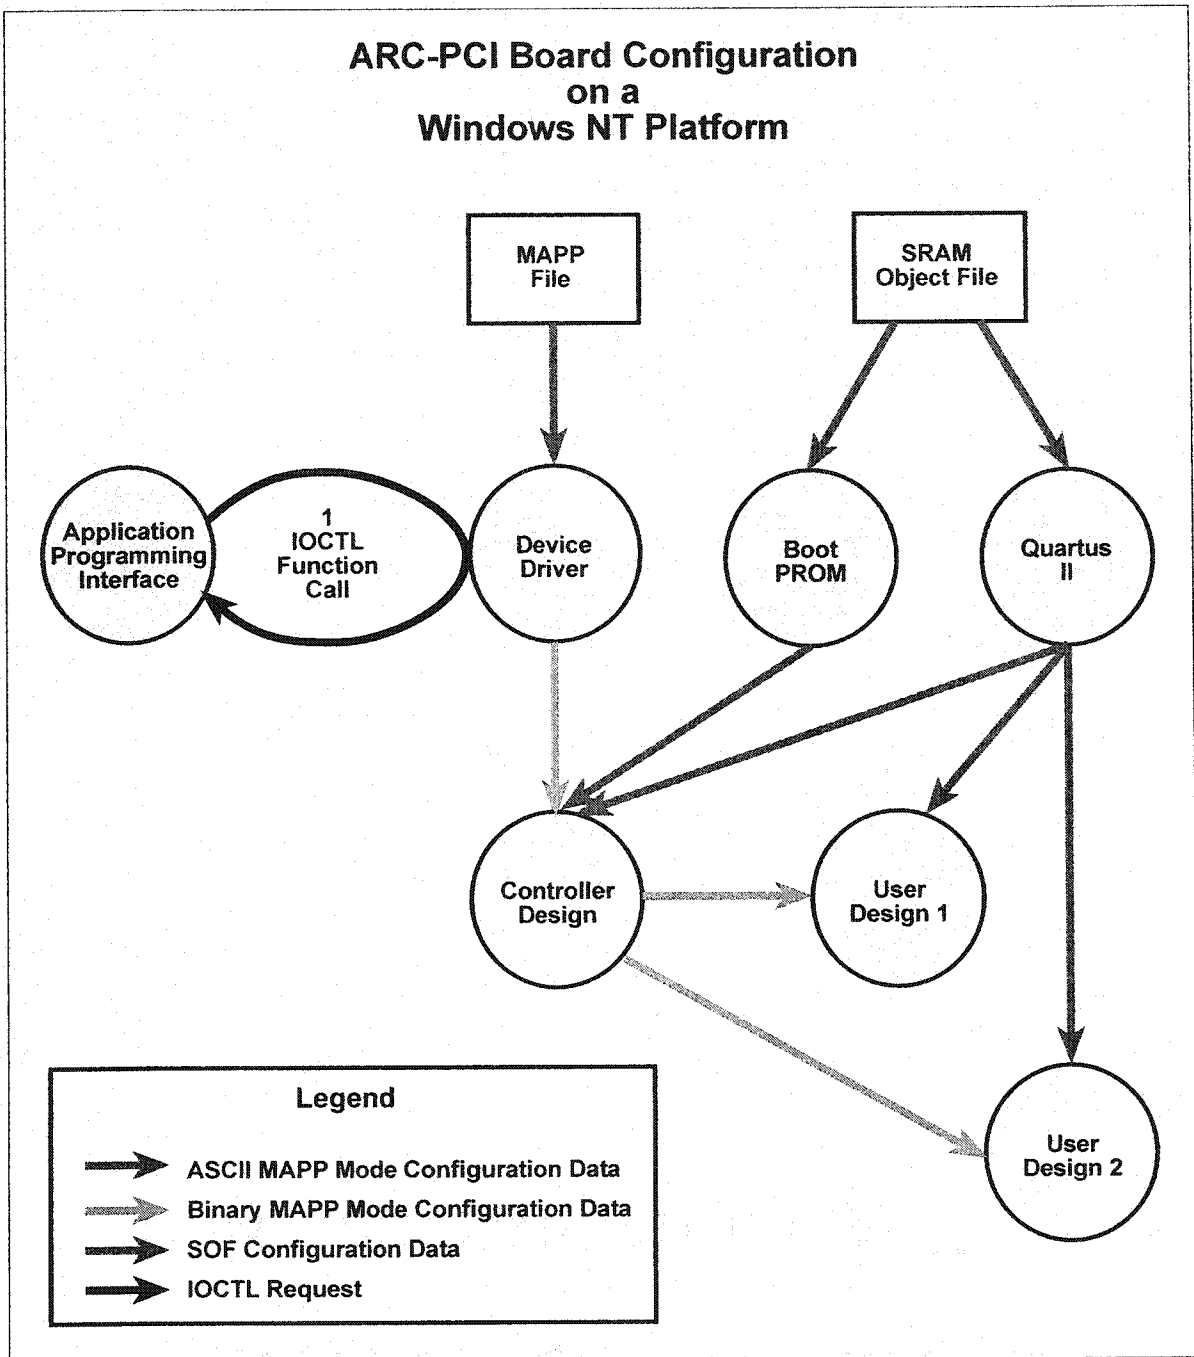 ARC-PCI Board Configuration
on a
Windows NT Platform
MAPP
File
SRAM
Object File
Application
Programming
Interface
1
IOCTL
Function
Call
Device
Driver
Boot
PROM
Quartus
II
Controller
Design
User
Design 1
User
Design 2
Legend
ASCII MAPP Mode Configuration Data
Binary MAPP Mode Configuration Data
SOF Configuration Data
IOCTL Request